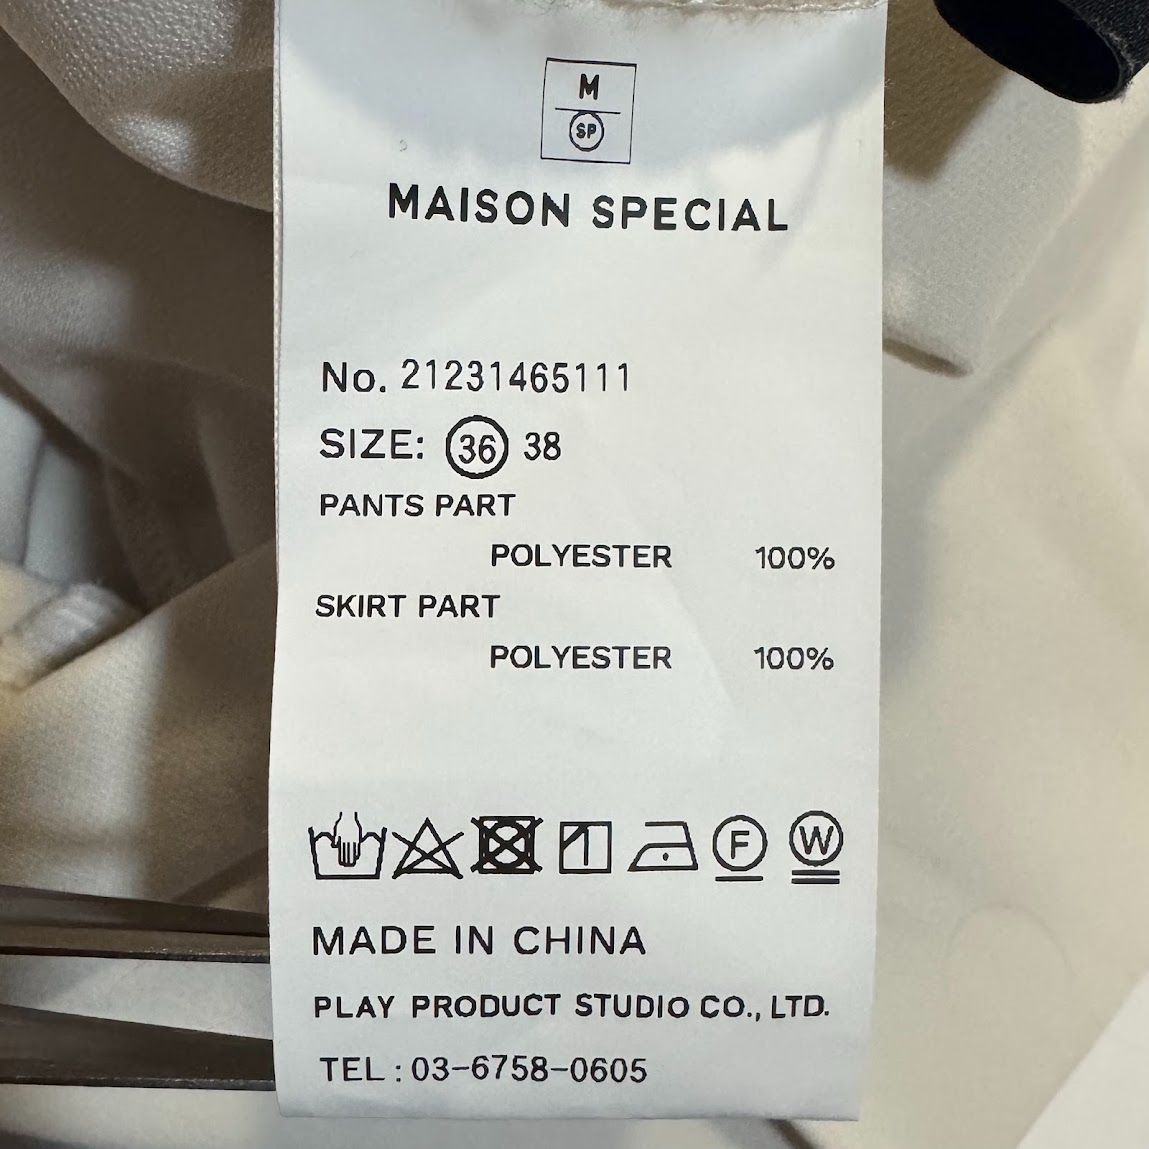 M
SP
MAISON SPECIAL
No. 21231465111
SIZE: 36 38
PANTS PART
POLYESTER 100%
SKIRT PART
POLYESTER 100%
F W
MADE IN CHINA
PLAY PRODUCT STUDIO CO., LTD.
TEL : 03-6758-0605